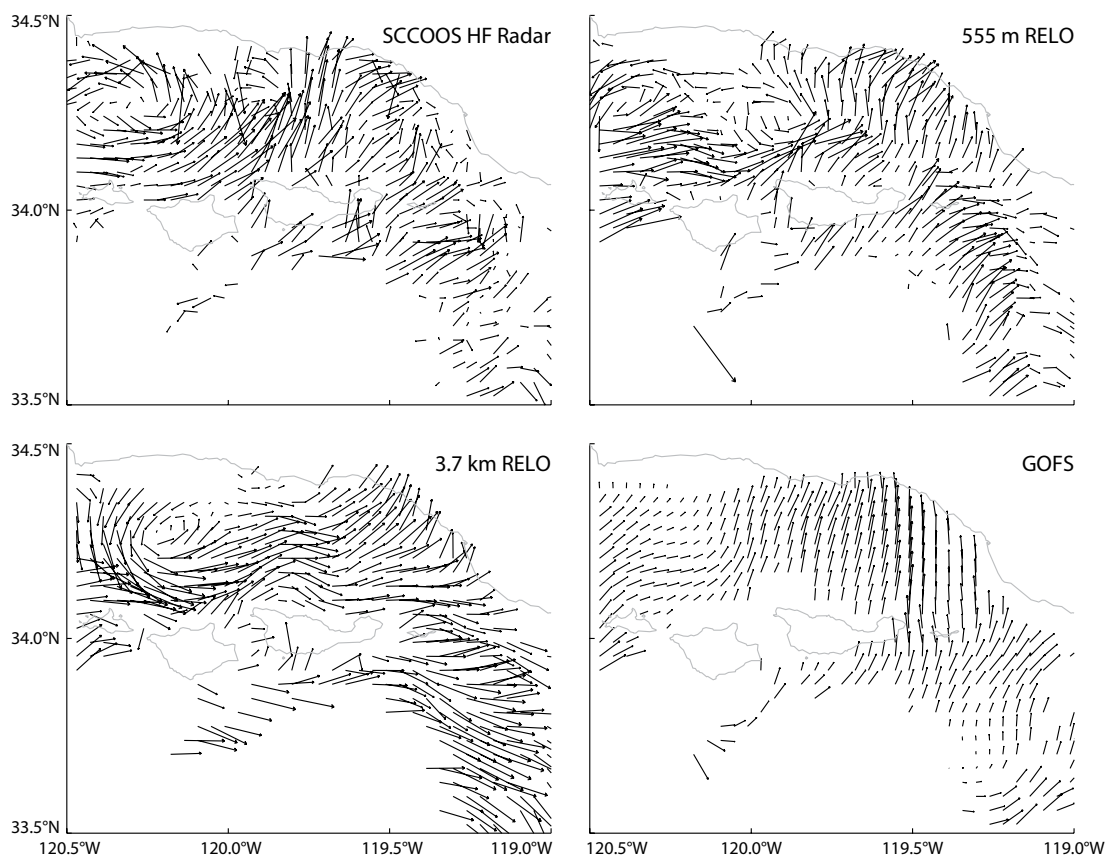 34.5°N
SCCOOS HF Radar
555 m RELO
34.0°N
33.5°N
34.5°N
3.7 km RELO
GOFS
34.0°N
33.5°N
120.5°W 120.0°W 119.5°W 119.0°W 120.5°W 120.0°W 119.5°W 119.0°W